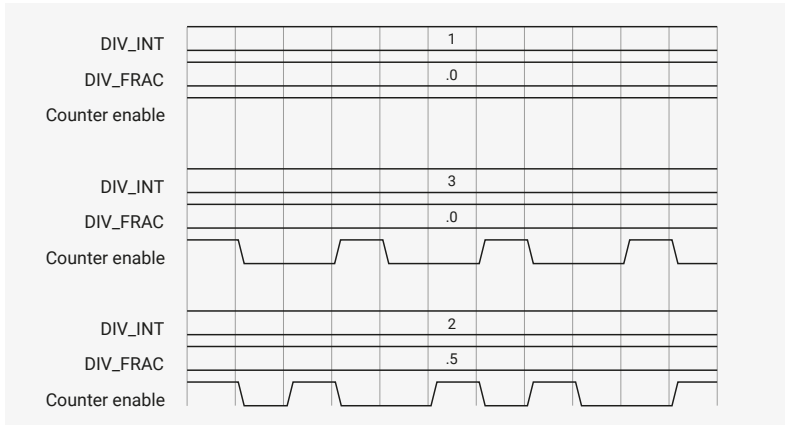 DIV_INT 1
DIV_FRAC .0
Counter enable
DIV_INT 3
DIV_FRAC .0
Counter enable
DIV_INT 2
DIV_FRAC .5
Counter enable